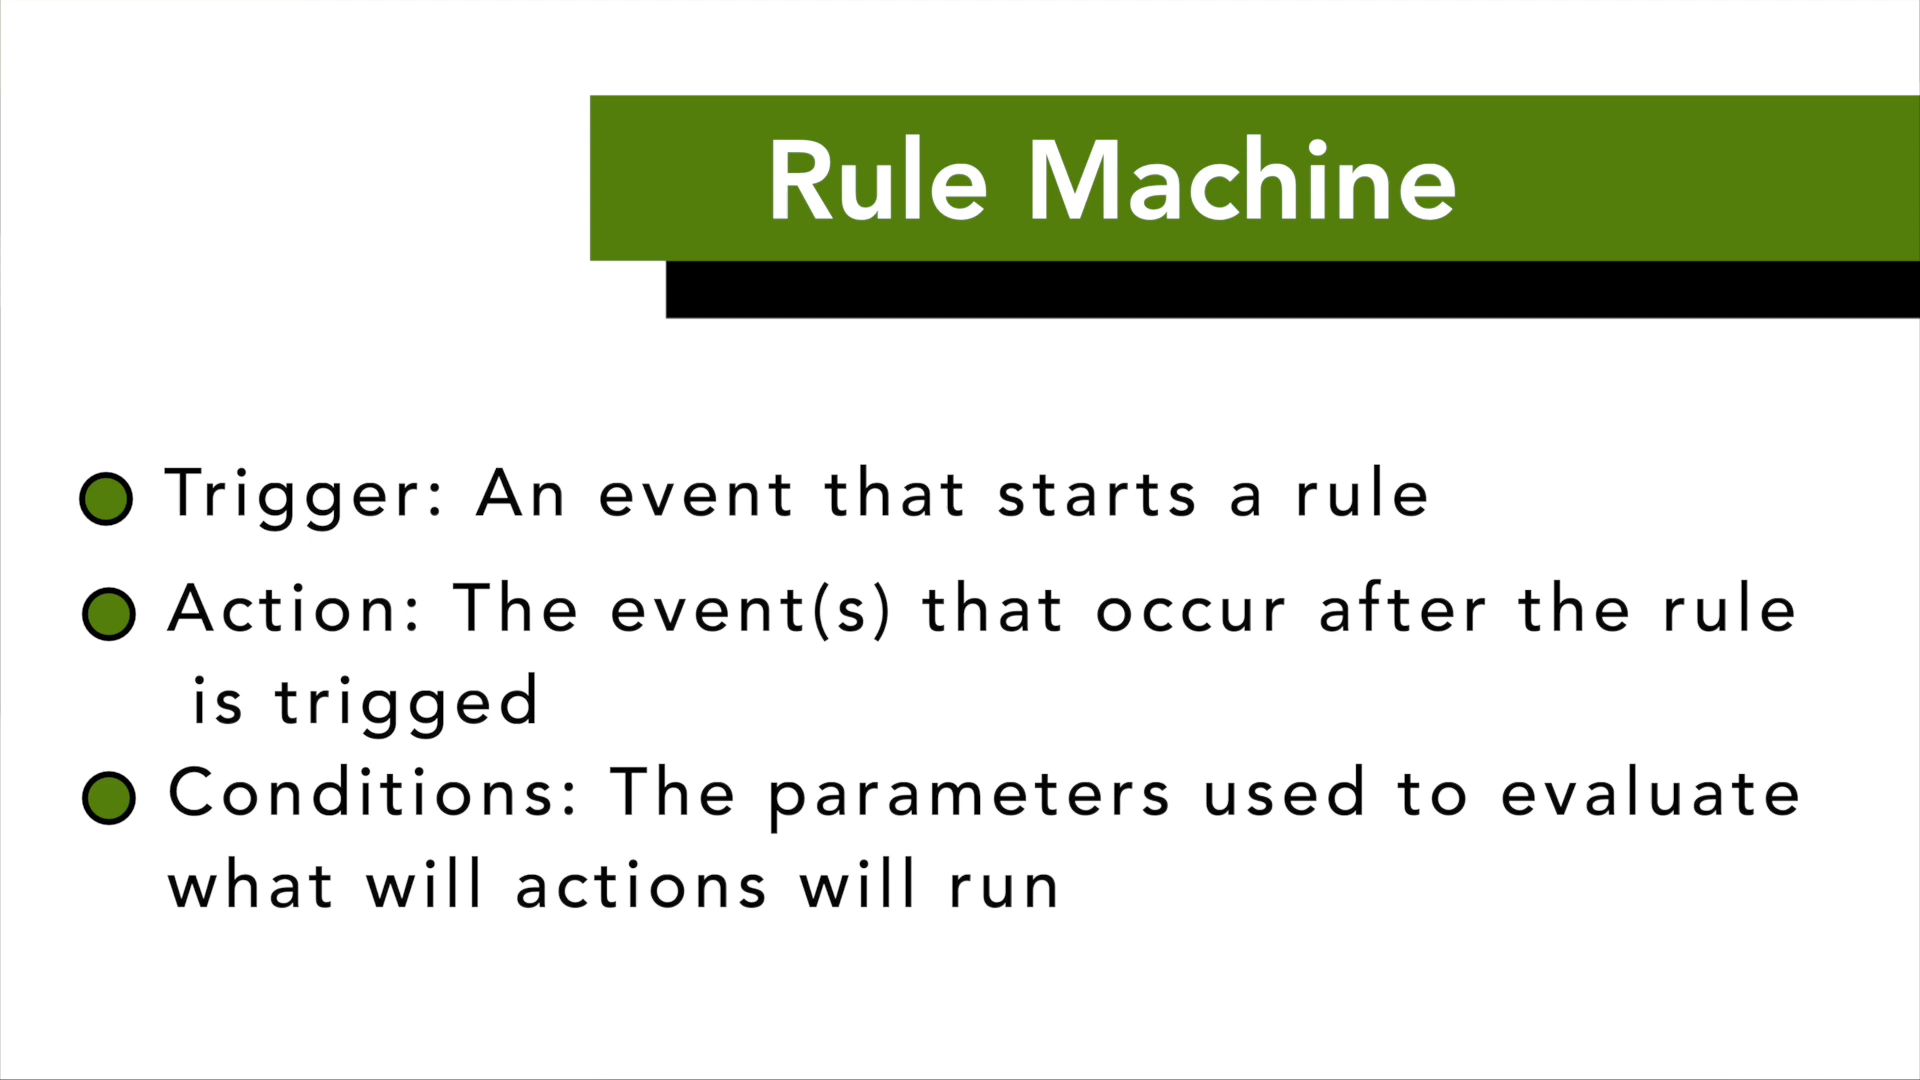 Rule Machine
Trigger: An event that starts a rule
Action: The event(s) that occur after the rule
is trigged
Conditions: The parameters used to evaluate
what will actions will run